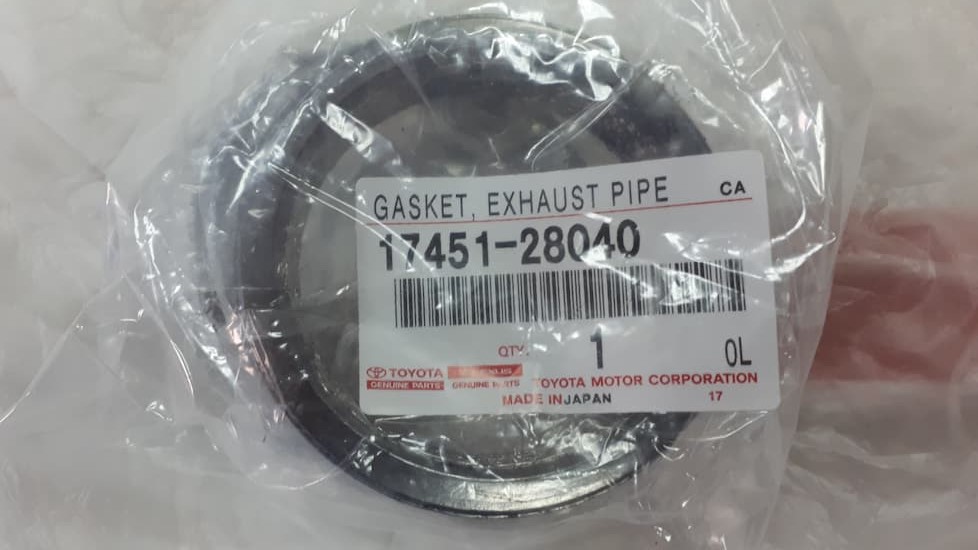 GASKET, EXHAUST PIPE CA
17451-28040
QTY. 1 0L
TOYOTA LEXUS
GENUINE PARTS GENUINE PARTS TOYOTA MOTOR CORPORATION
MADE IN JAPAN 17